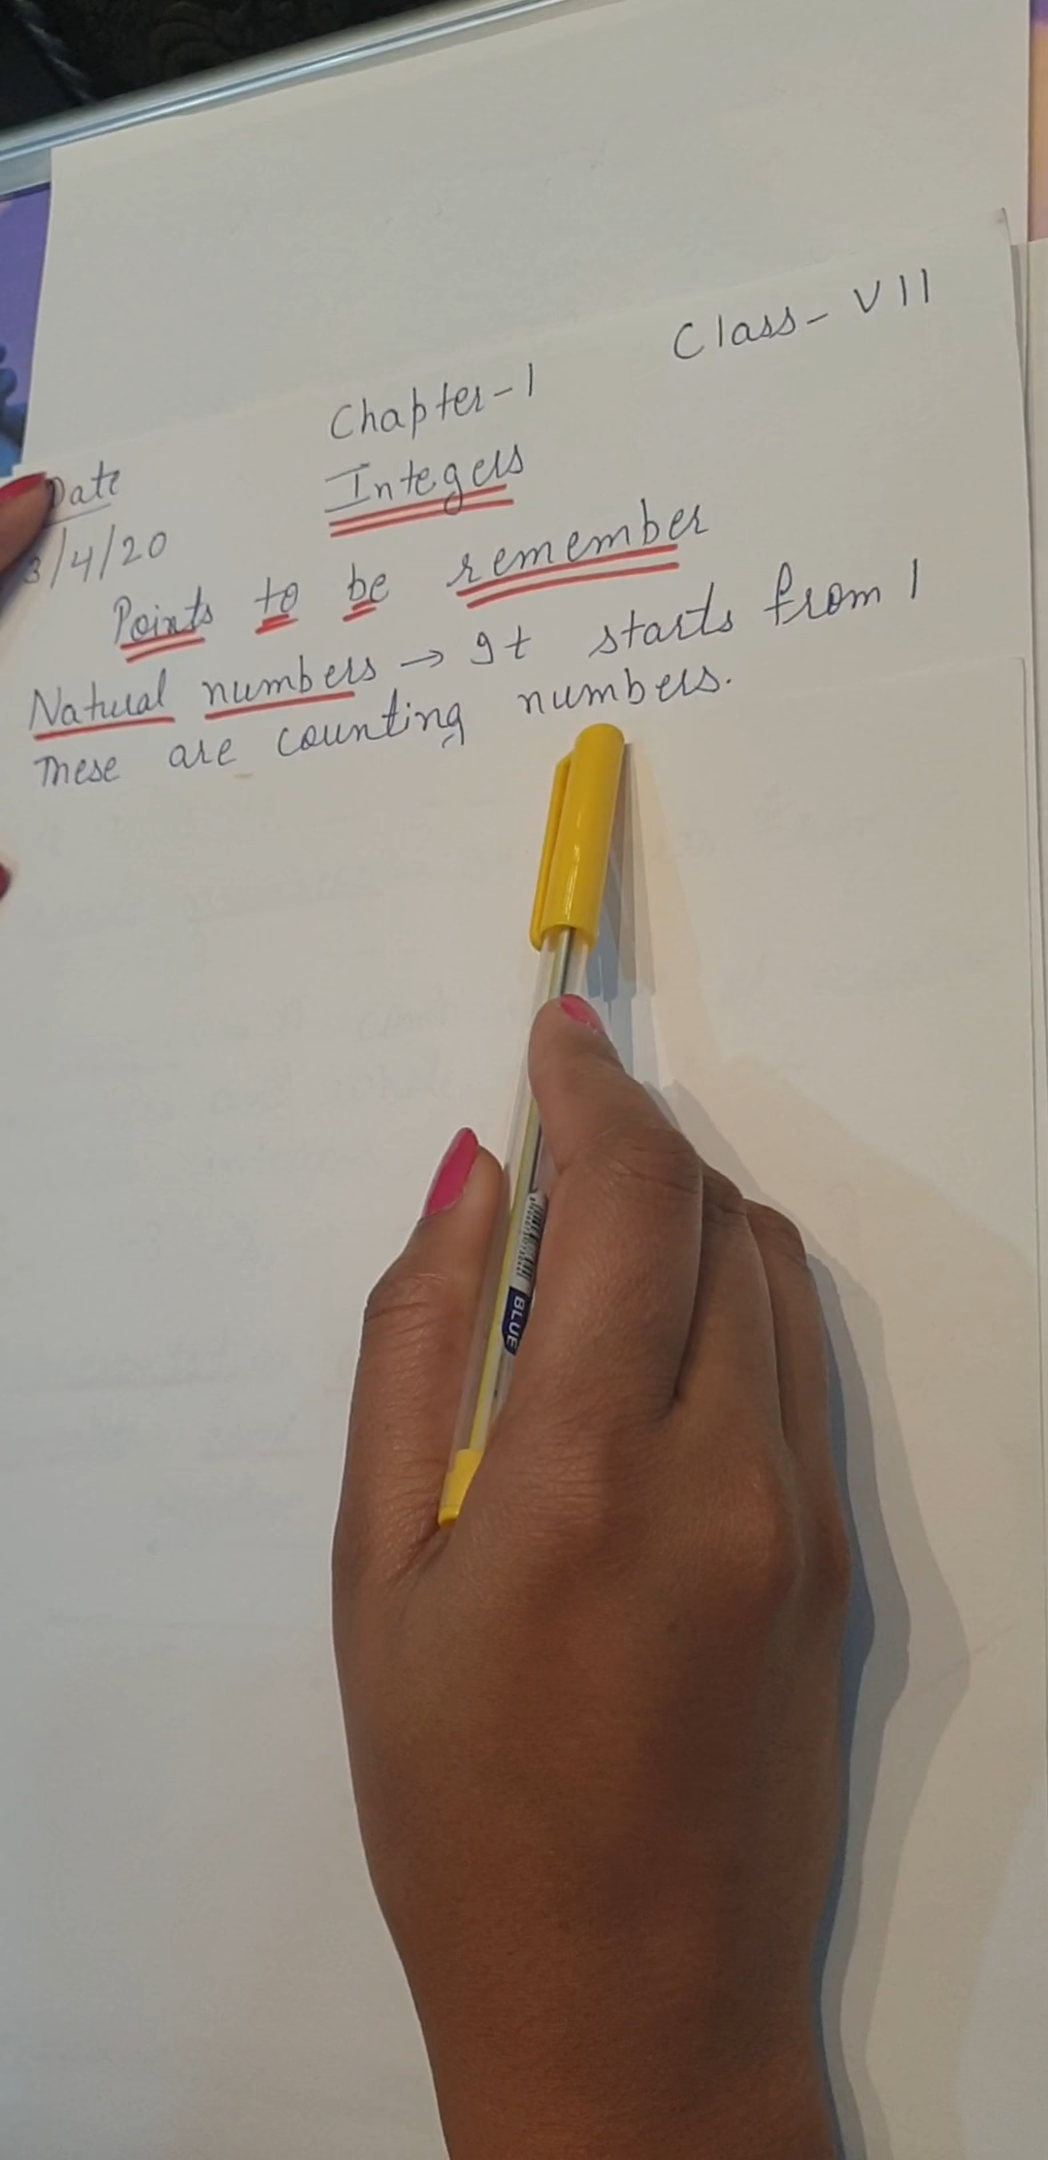 Class- VII
Chapter-1
Date
Integers
3/4/20
Points to be remember
Natural numbers → It starts from 1
These are counting numbers.
BLUE